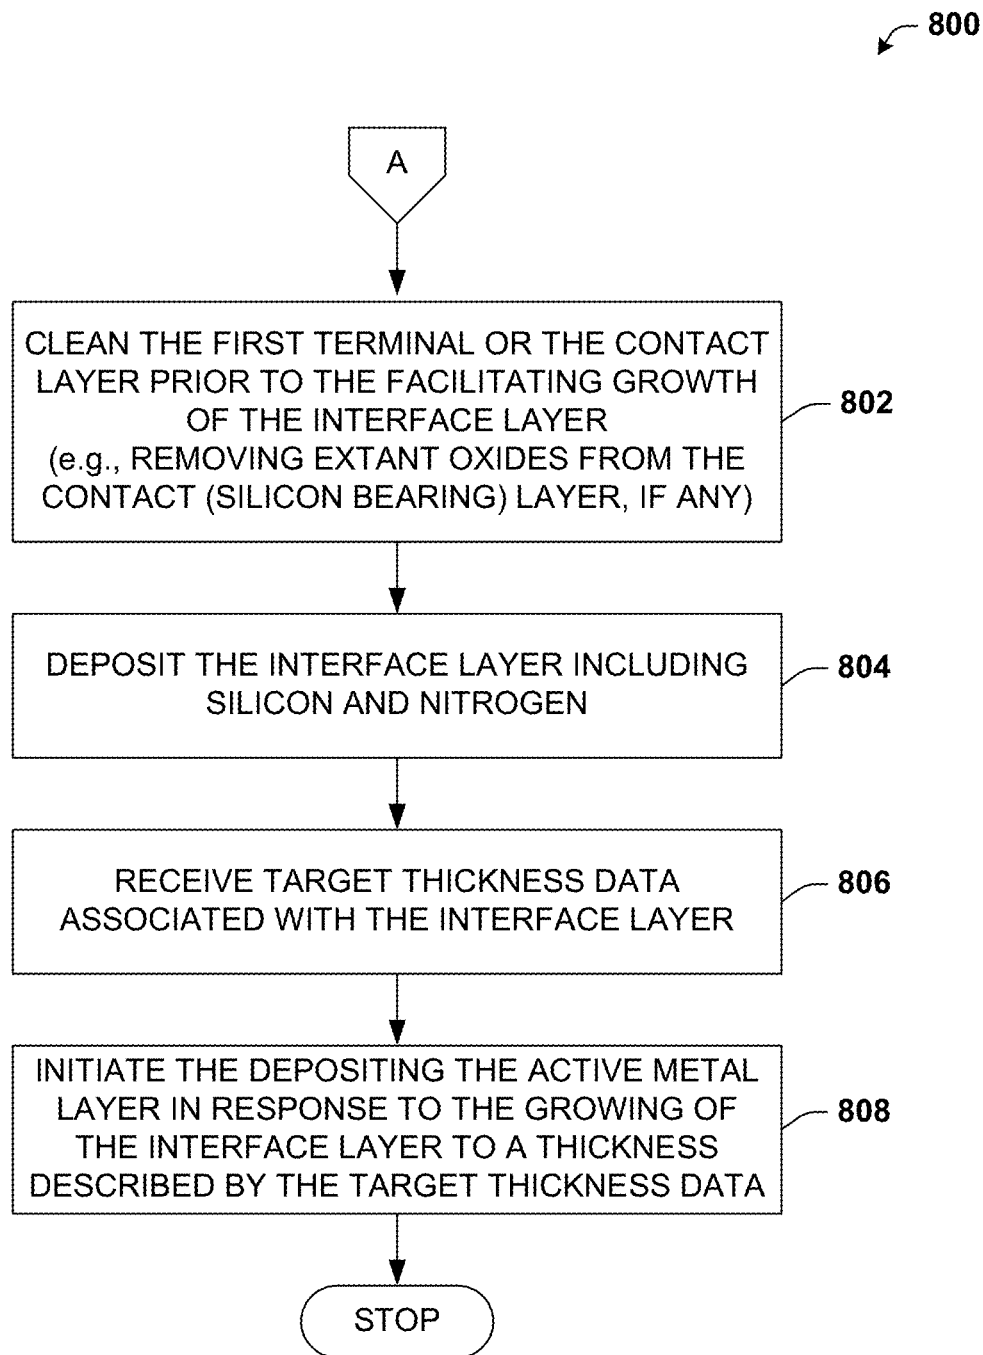 800
A
CLEAN THE FIRST TERMINAL OR THE CONTACT
LAYER PRIOR TO THE FACILITATING GROWTH
OF THE INTERFACE LAYER
(e.g., REMOVING EXTANT OXIDES FROM THE
CONTACT (SILICON BEARING) LAYER, IF ANY)
802
DEPOSIT THE INTERFACE LAYER INCLUDING
SILICON AND NITROGEN
804
RECEIVE TARGET THICKNESS DATA
ASSOCIATED WITH THE INTERFACE LAYER
806
INITIATE THE DEPOSITING THE ACTIVE METAL
LAYER IN RESPONSE TO THE GROWING OF
THE INTERFACE LAYER TO A THICKNESS
DESCRIBED BY THE TARGET THICKNESS DATA
808
STOP